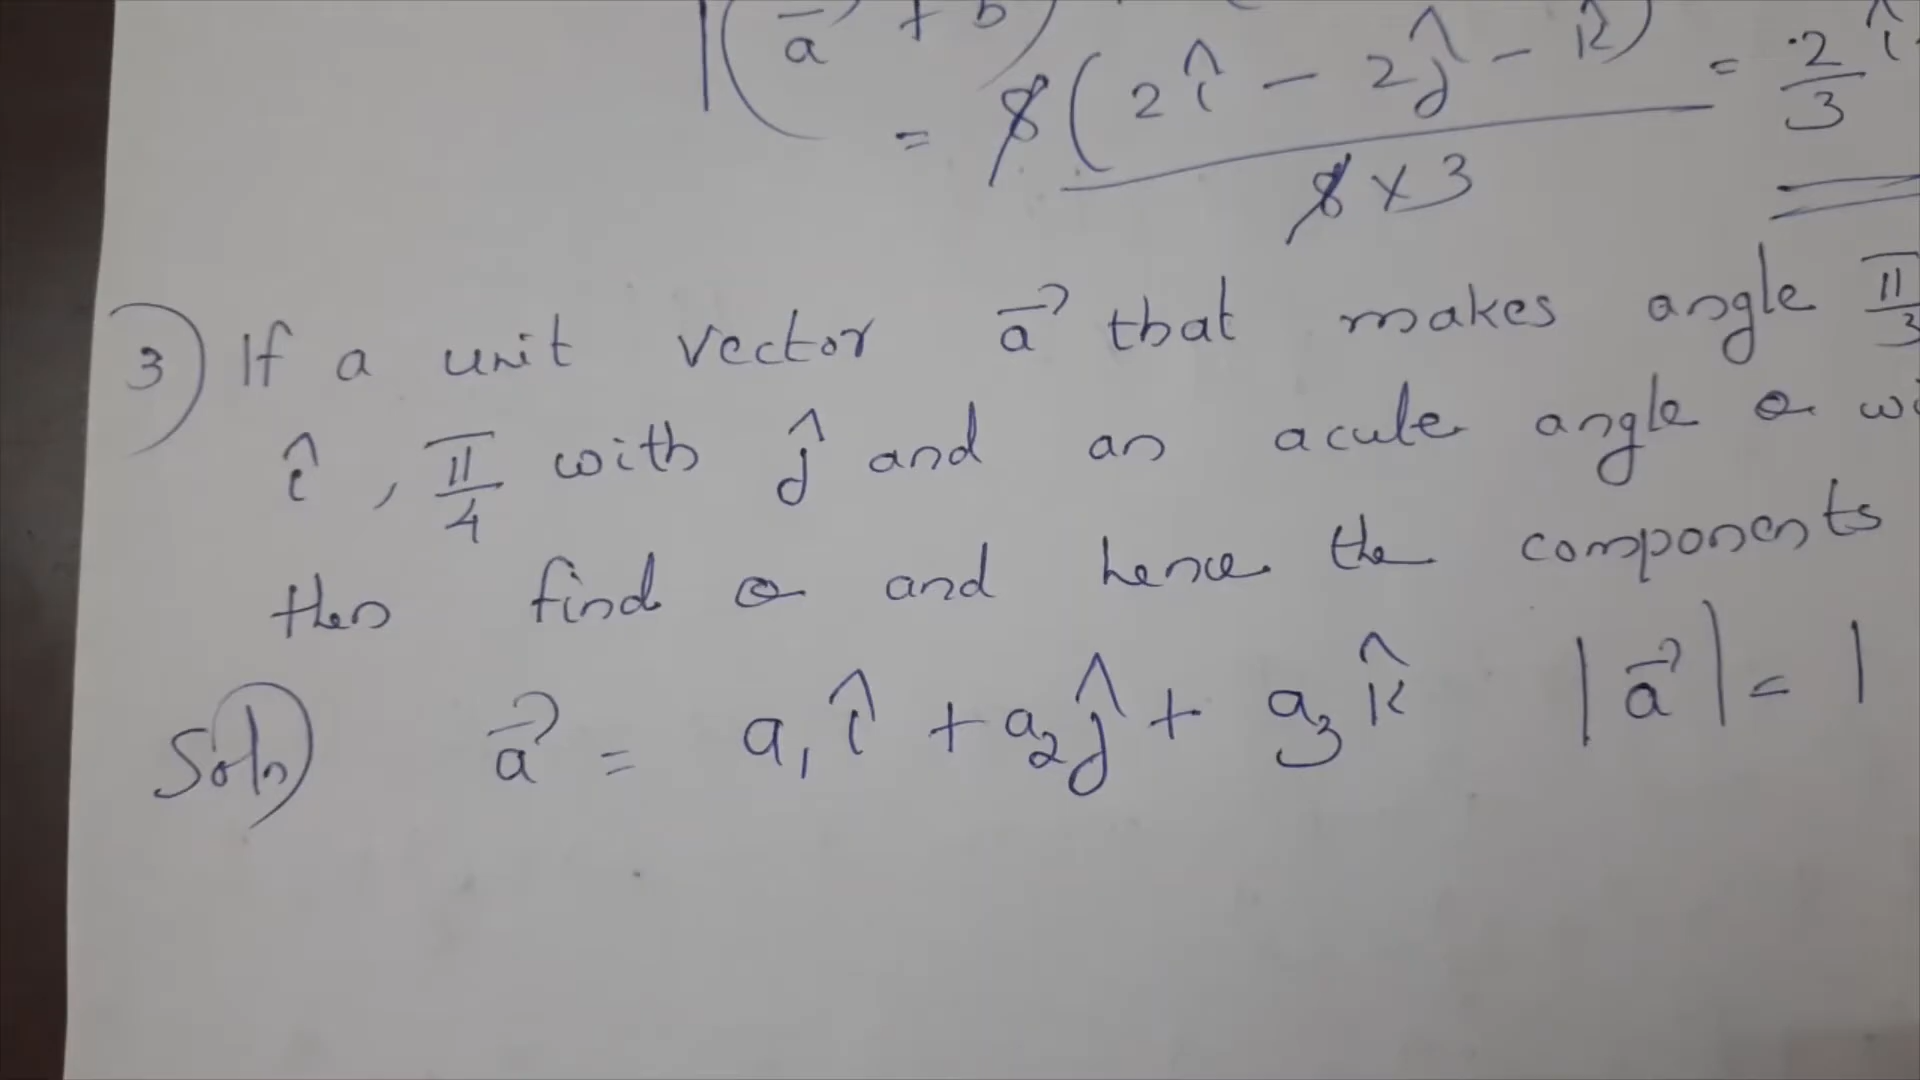 |(a⃗ + b)
= 8(2î - 2ĵ - k̂) / 8 × 3 = 2/3 î
3) If a unit vector a⃗ that makes angle π/3
î, π/4 with ĵ and an acute angle θ wi
then find θ and hence the components
Soln) a⃗ = a₁î + a₂ĵ + a₃k̂ |a⃗| = 1